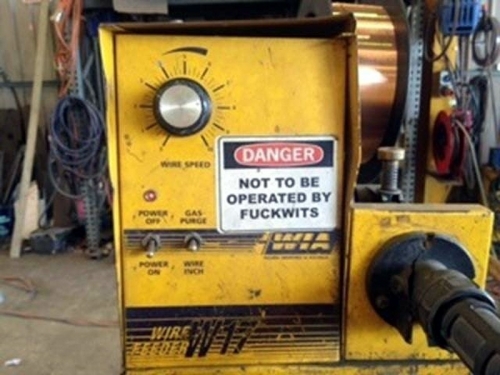 WIRE SPEED
DANGER
NOT TO BE
OPERATED BY
FUCKWITS
POWER OFF
GAS PURGE
POWER ON
WIRE INCH
WIA
WIRE
FEEDER W17